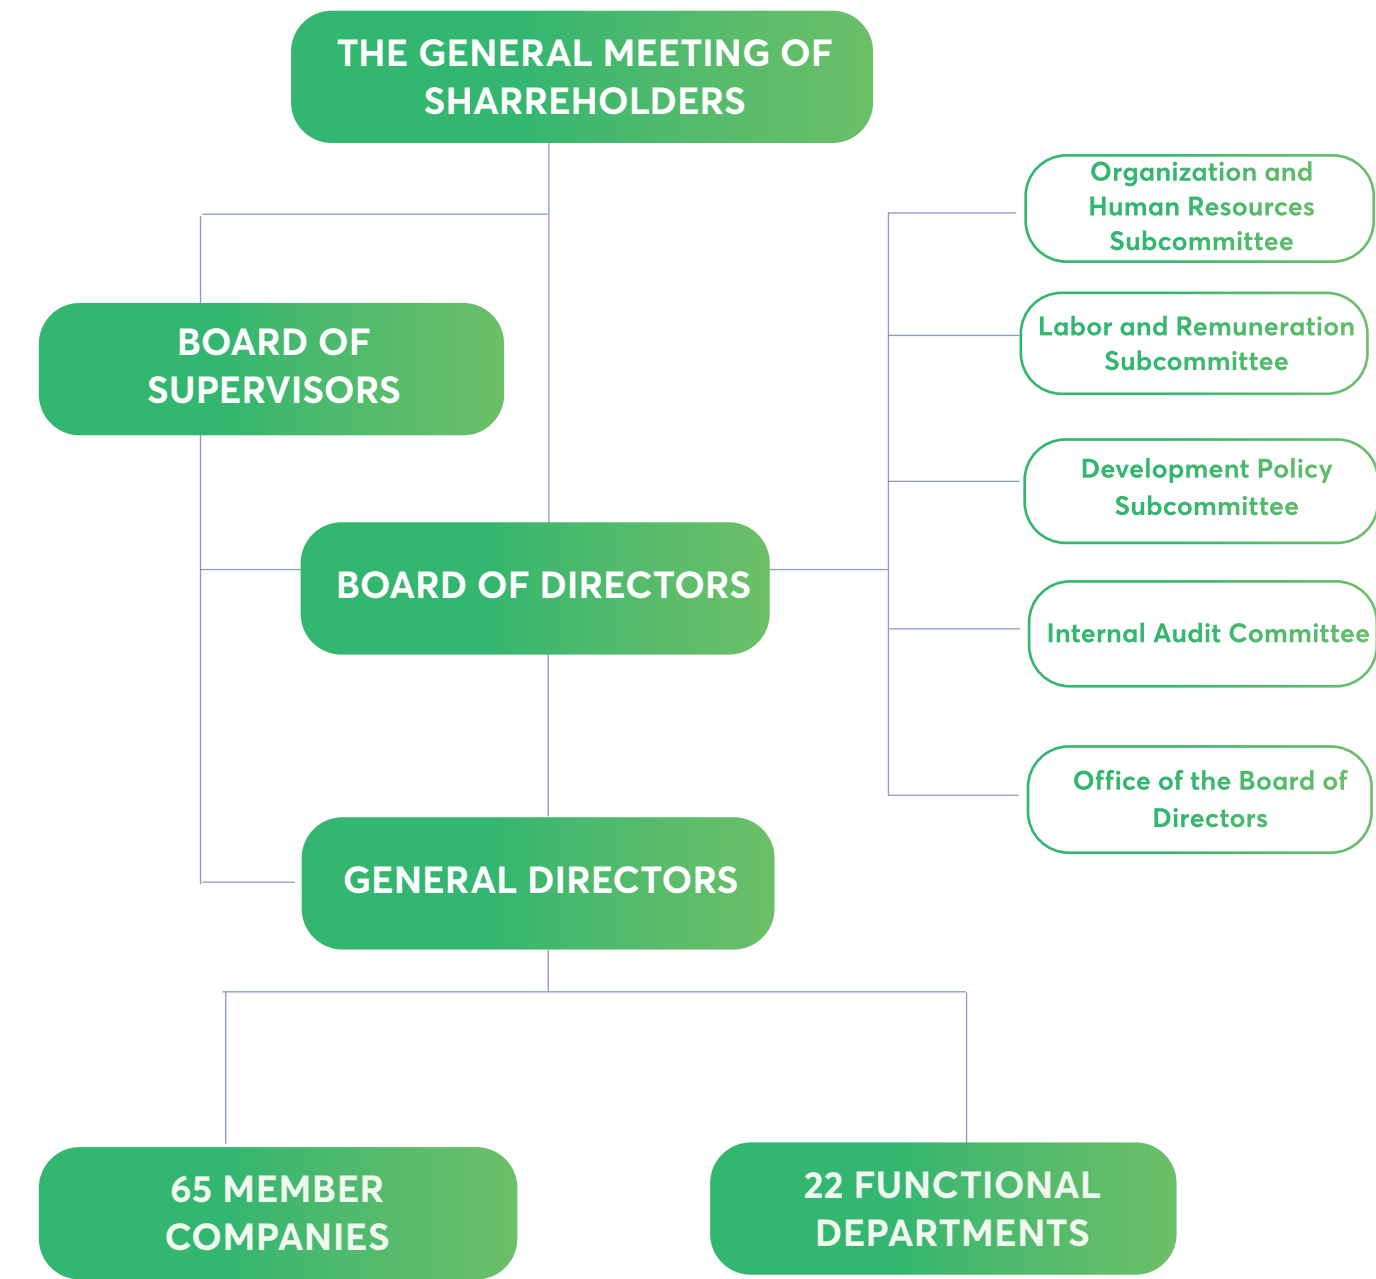 THE GENERAL MEETING OF
SHARREHOLDERS
Organization and
Human Resources
Subcommittee
BOARD OF
SUPERVISORS
Labor and Remuneration
Subcommittee
Development Policy
Subcommittee
BOARD OF DIRECTORS
Internal Audit Committee
Office of the Board of
Directors
GENERAL DIRECTORS
65 MEMBER
COMPANIES
22 FUNCTIONAL
DEPARTMENTS